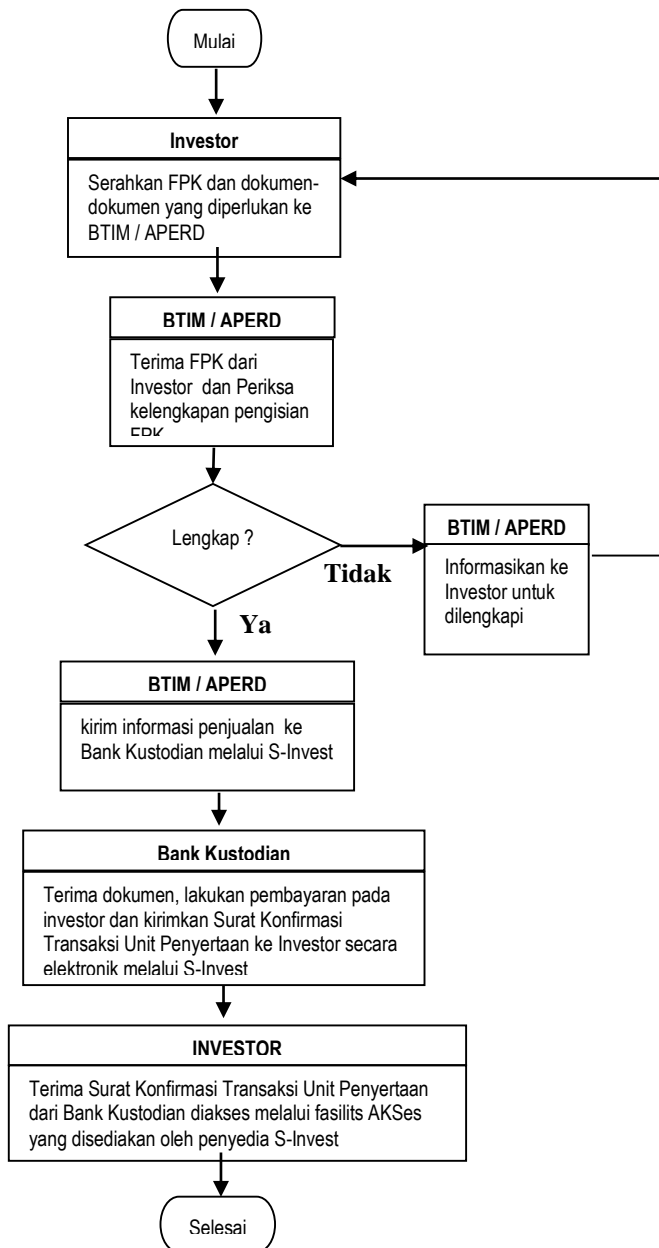 Mulai
Investor
Serahkan FPK dan dokumen-
dokumen yang diperlukan ke
BTIM / APERD
BTIM / APERD
Terima FPK dari
Investor dan Periksa
kelengkapan pengisian
FPK
Lengkap ?
Tidak
BTIM / APERD
Informasikan ke
Investor untuk
dilengkapi
Ya
BTIM / APERD
kirim informasi penjualan ke
Bank Kustodian melalui S-Invest
Bank Kustodian
Terima dokumen, lakukan pembayaran pada
investor dan kirimkan Surat Konfirmasi
Transaksi Unit Penyertaan ke Investor secara
elektronik melalui S-Invest
INVESTOR
Terima Surat Konfirmasi Transaksi Unit Penyertaan
dari Bank Kustodian diakses melalui fasilits AKSes
yang disediakan oleh penyedia S-Invest
Selesai